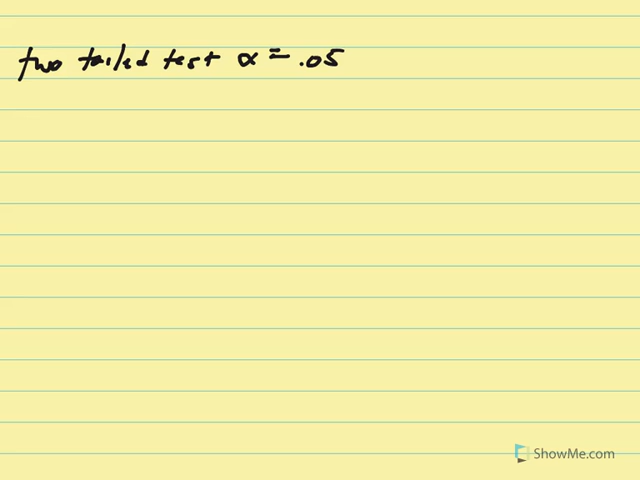 two tailed test α = .05
ShowMe.com